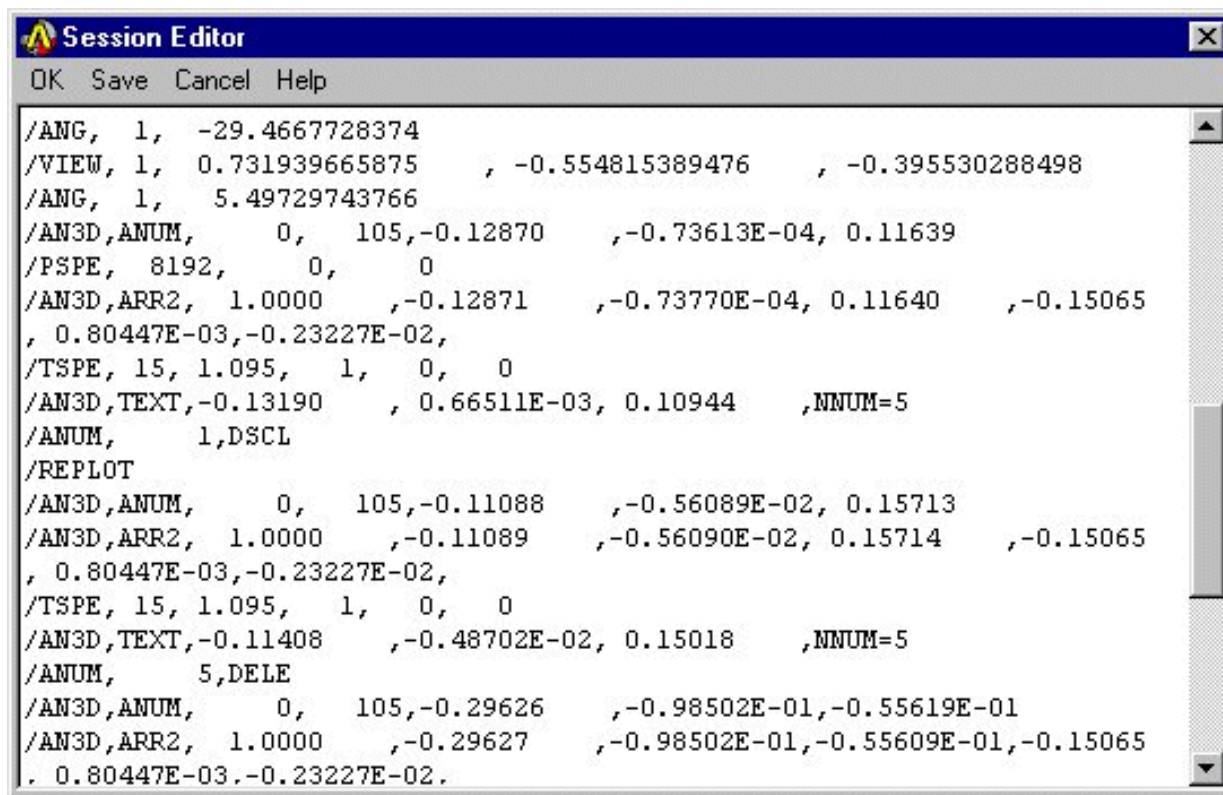 Session Editor
OK Save Cancel Help
/ANG,  1,  -29.4667728374
/VIEW, 1,  0.731939665875    , -0.554815389476    , -0.395530288498
/ANG,  1,   5.49729743766
/AN3D,ANUM,     0,   105,-0.12870    ,-0.73613E-04, 0.11639
/PSPE,  8192,     0,     0
/AN3D,ARR2,  1.0000    ,-0.12871    ,-0.73770E-04, 0.11640    ,-0.15065
, 0.80447E-03,-0.23227E-02,
/TSPE, 15, 1.095,   1,   0,   0
/AN3D,TEXT,-0.13190    , 0.66511E-03, 0.10944    ,NNUM=5
/ANUM,     1,DSCL
/REPLOT
/AN3D,ANUM,     0,   105,-0.11088    ,-0.56089E-02, 0.15713
/AN3D,ARR2,  1.0000    ,-0.11089    ,-0.56090E-02, 0.15714    ,-0.15065
, 0.80447E-03,-0.23227E-02,
/TSPE, 15, 1.095,   1,   0,   0
/AN3D,TEXT,-0.11408    ,-0.48702E-02, 0.15018    ,NNUM=5
/ANUM,     5,DELE
/AN3D,ANUM,     0,   105,-0.29626    ,-0.98502E-01,-0.55619E-01
/AN3D,ARR2,  1.0000    ,-0.29627    ,-0.98502E-01,-0.55609E-01,-0.15065
, 0.80447E-03,-0.23227E-02,